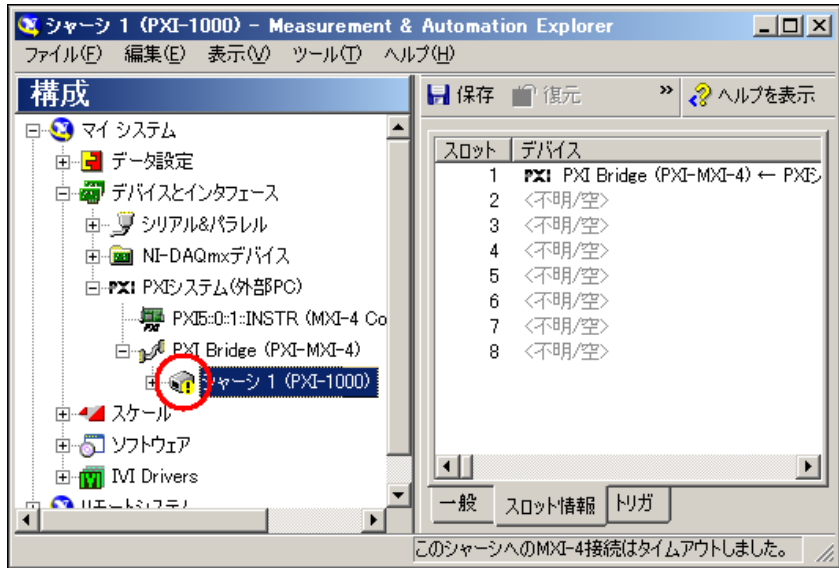 シャーシ 1 (PXI-1000) - Measurement & Automation Explorer
ファイル(F) 編集(E) 表示(V) ツール(T) ヘルプ(H)
構成
マイ システム
データ設定
デバイスとインタフェース
シリアル&パラレル
NI-DAQmxデバイス
PXI PXIシステム(外部PC)
PXI5::0::1::INSTR (MXI-4 Co
PXI Bridge (PXI-MXI-4)
シャーシ 1 (PXI-1000)
スケール
ソフトウェア
IVI Drivers
リモートシステム
保存 復元 » ヘルプを表示
スロット デバイス
1 PXI PXI Bridge (PXI-MXI-4) ← PXIシ
2 <不明/空>
3 <不明/空>
4 <不明/空>
5 <不明/空>
6 <不明/空>
7 <不明/空>
8 <不明/空>
一般 スロット情報 トリガ
このシャーシへのMXI-4接続はタイムアウトしました。